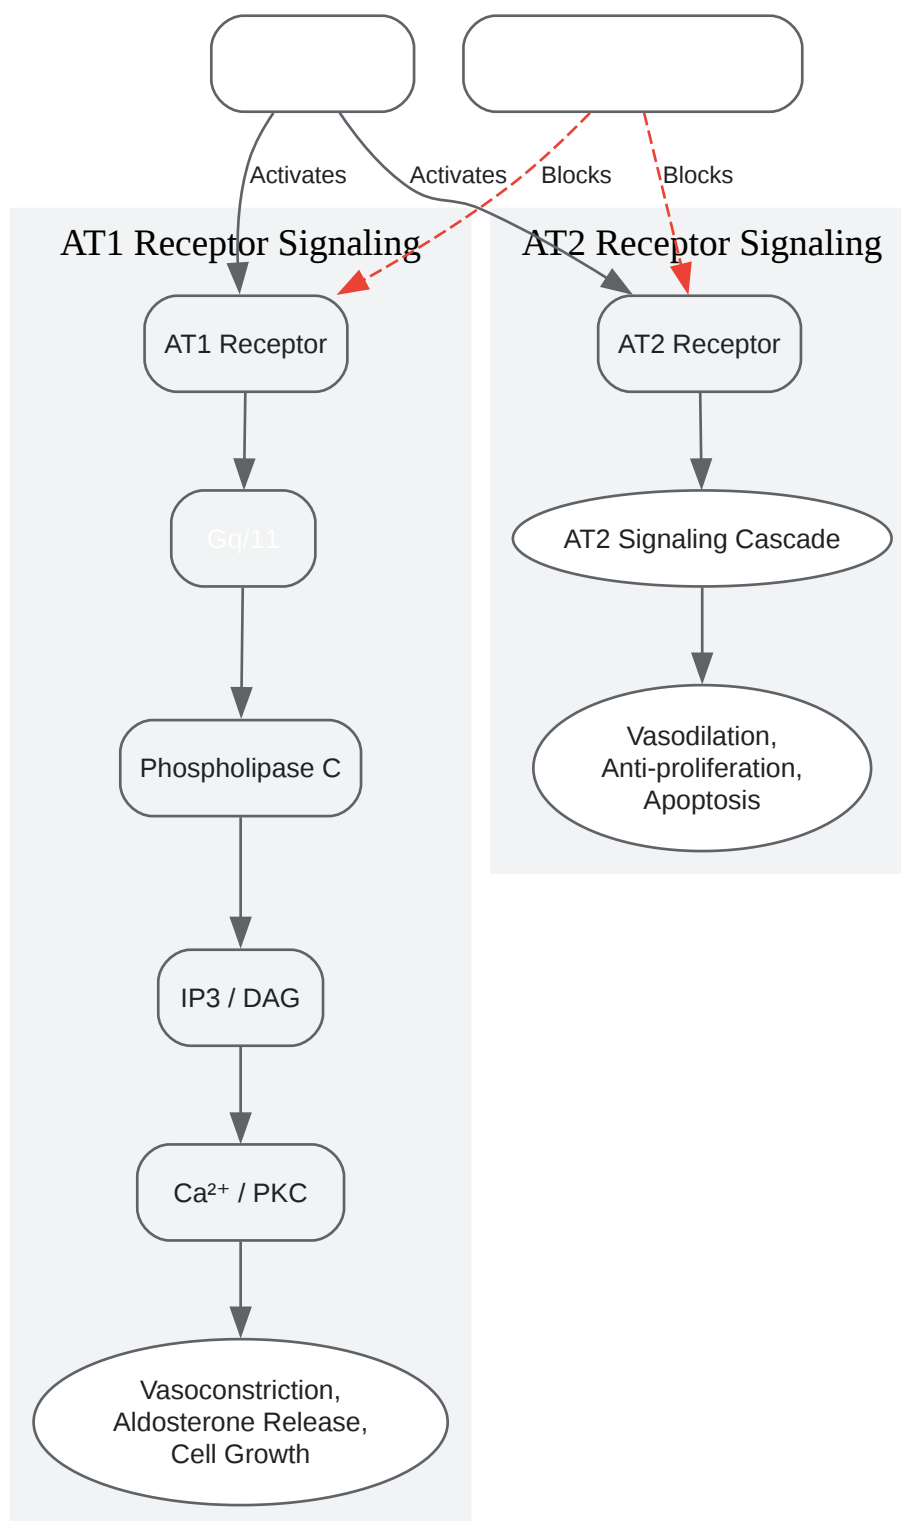 Activates
Activates
Blocks
Blocks
AT1 Receptor Signaling
AT2 Receptor Signaling
AT1 Receptor
AT2 Receptor
Gq/11
AT2 Signaling Cascade
Phospholipase C
Vasodilation,
Anti-proliferation,
Apoptosis
IP3 / DAG
Ca²⁺ / PKC
Vasoconstriction,
Aldosterone Release,
Cell Growth